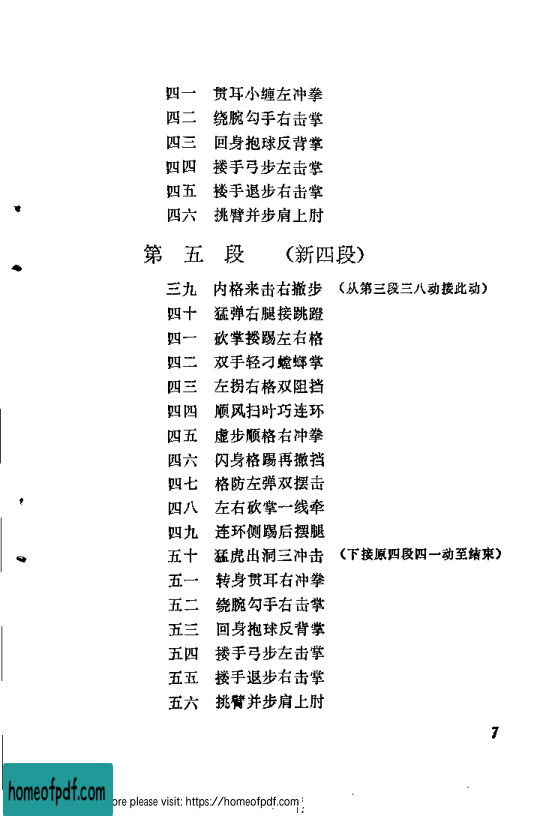 四一 贯耳小缠左冲拳
四二 绕腕勾手右击掌
四三 回身抱球反背掌
四四 搂手弓步左击掌
四五 搂手退步右击掌
四六 挑臂并步肩上肘
第五段 （新四段）
三九 内格来击右撤步 （从第三段三八动接此动）
四十 猛弹右腿接跳蹬
四一 砍掌搂踢左右格
四二 双手轻刁螳螂掌
四三 左拐右格双阻挡
四四 顺风扫叶巧连环
四五 虚步顺格右冲拳
四六 闪身格踢再撤挡
四七 格防左弹双摆击
四八 左右砍掌一线牵
四九 连环侧踢后摆腿
五十 猛虎出洞三冲击 （下接原四段四一动至结束）
五一 转身贯耳右冲拳
五二 绕腕勾手右击掌
五三 回身抱球反背掌
五四 搂手弓步左击掌
五五 搂手退步右击掌
五六 挑臂并步肩上肘
7
homeofpdf.com
ore please visit: https://homeofpdf.com